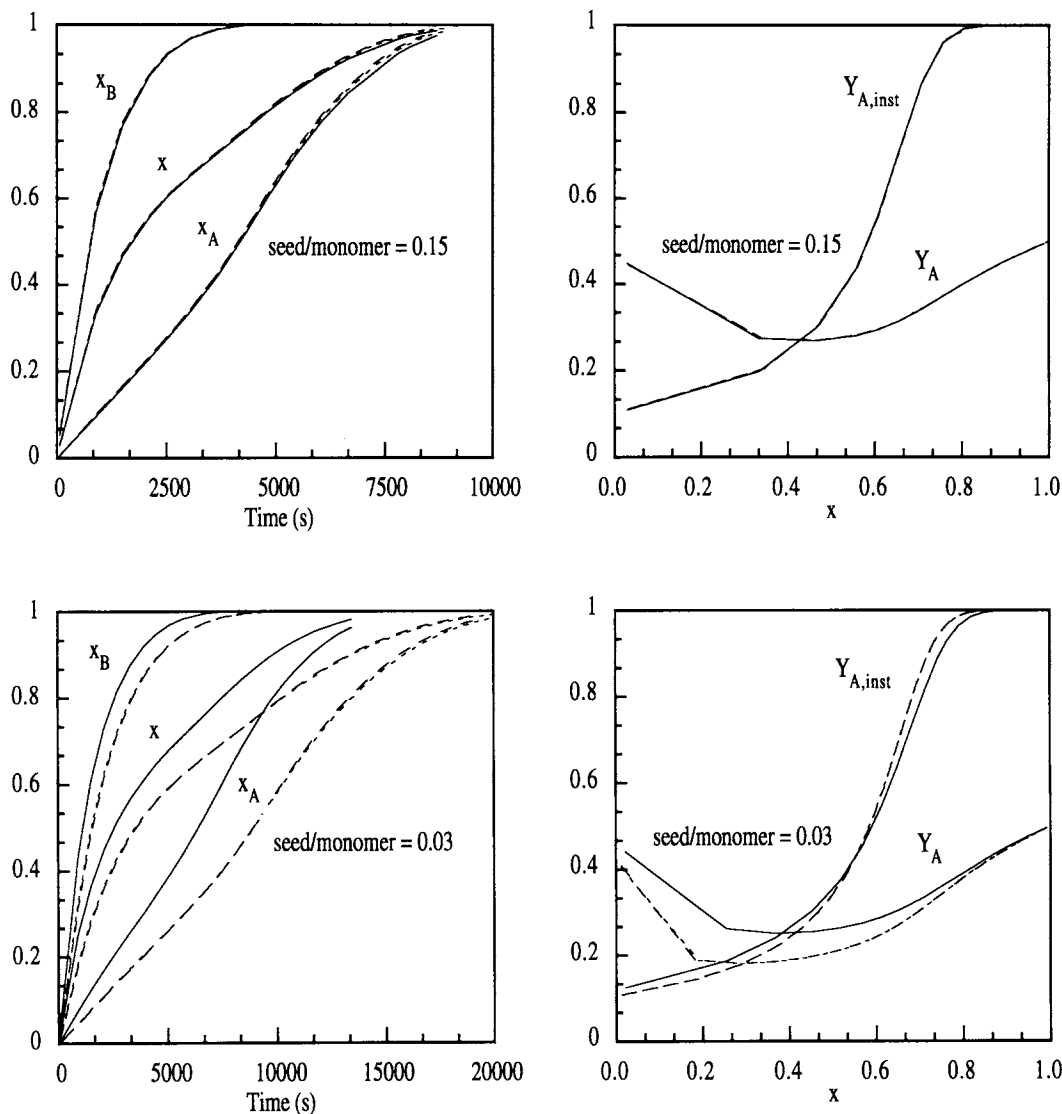 1
0.8
0.6
0.4
0.2
0
x_B
x
x_A
seed/monomer = 0.15
0 2500 5000 7500 10000
Time (s)
1
0.8
0.6
0.4
0.2
0
Y_A,inst
seed/monomer = 0.15
Y_A
0.0 0.2 0.4 0.6 0.8 1.0
x
1
0.8
0.6
0.4
0.2
0
x_B
x
x_A
seed/monomer = 0.03
0 5000 10000 15000 20000
Time (s)
1
0.8
0.6
0.4
0.2
0
Y_A,inst
seed/monomer = 0.03
Y_A
0.0 0.2 0.4 0.6 0.8 1.0
x